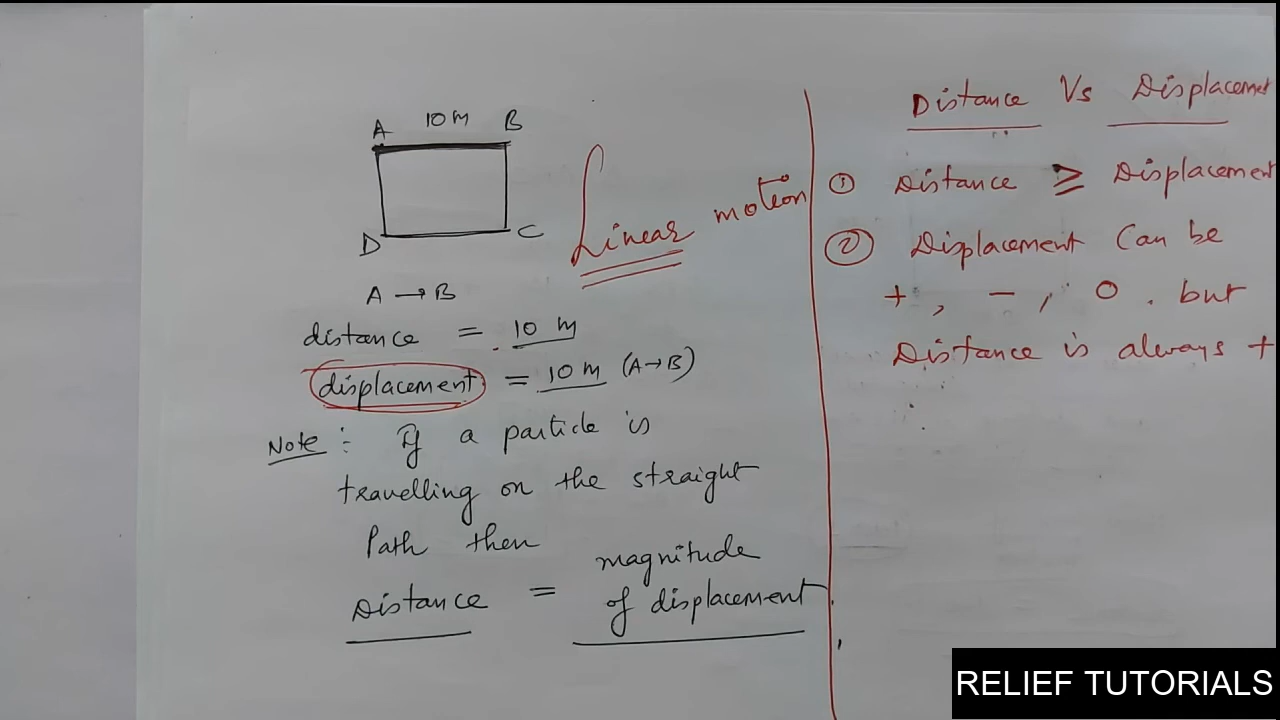 A 10 M B
D C
A → B
distance = 10 m
displacement = 10 m (A→B)
Note : If a particle is
travelling on the straight
Path then
Distance = magnitude
of displacement
Linear motion
Distance Vs Displacement
① Distance ≥ Displacement
② Displacement Can be
+, −, 0. but
Distance is always +
RELIEF TUTORIALS